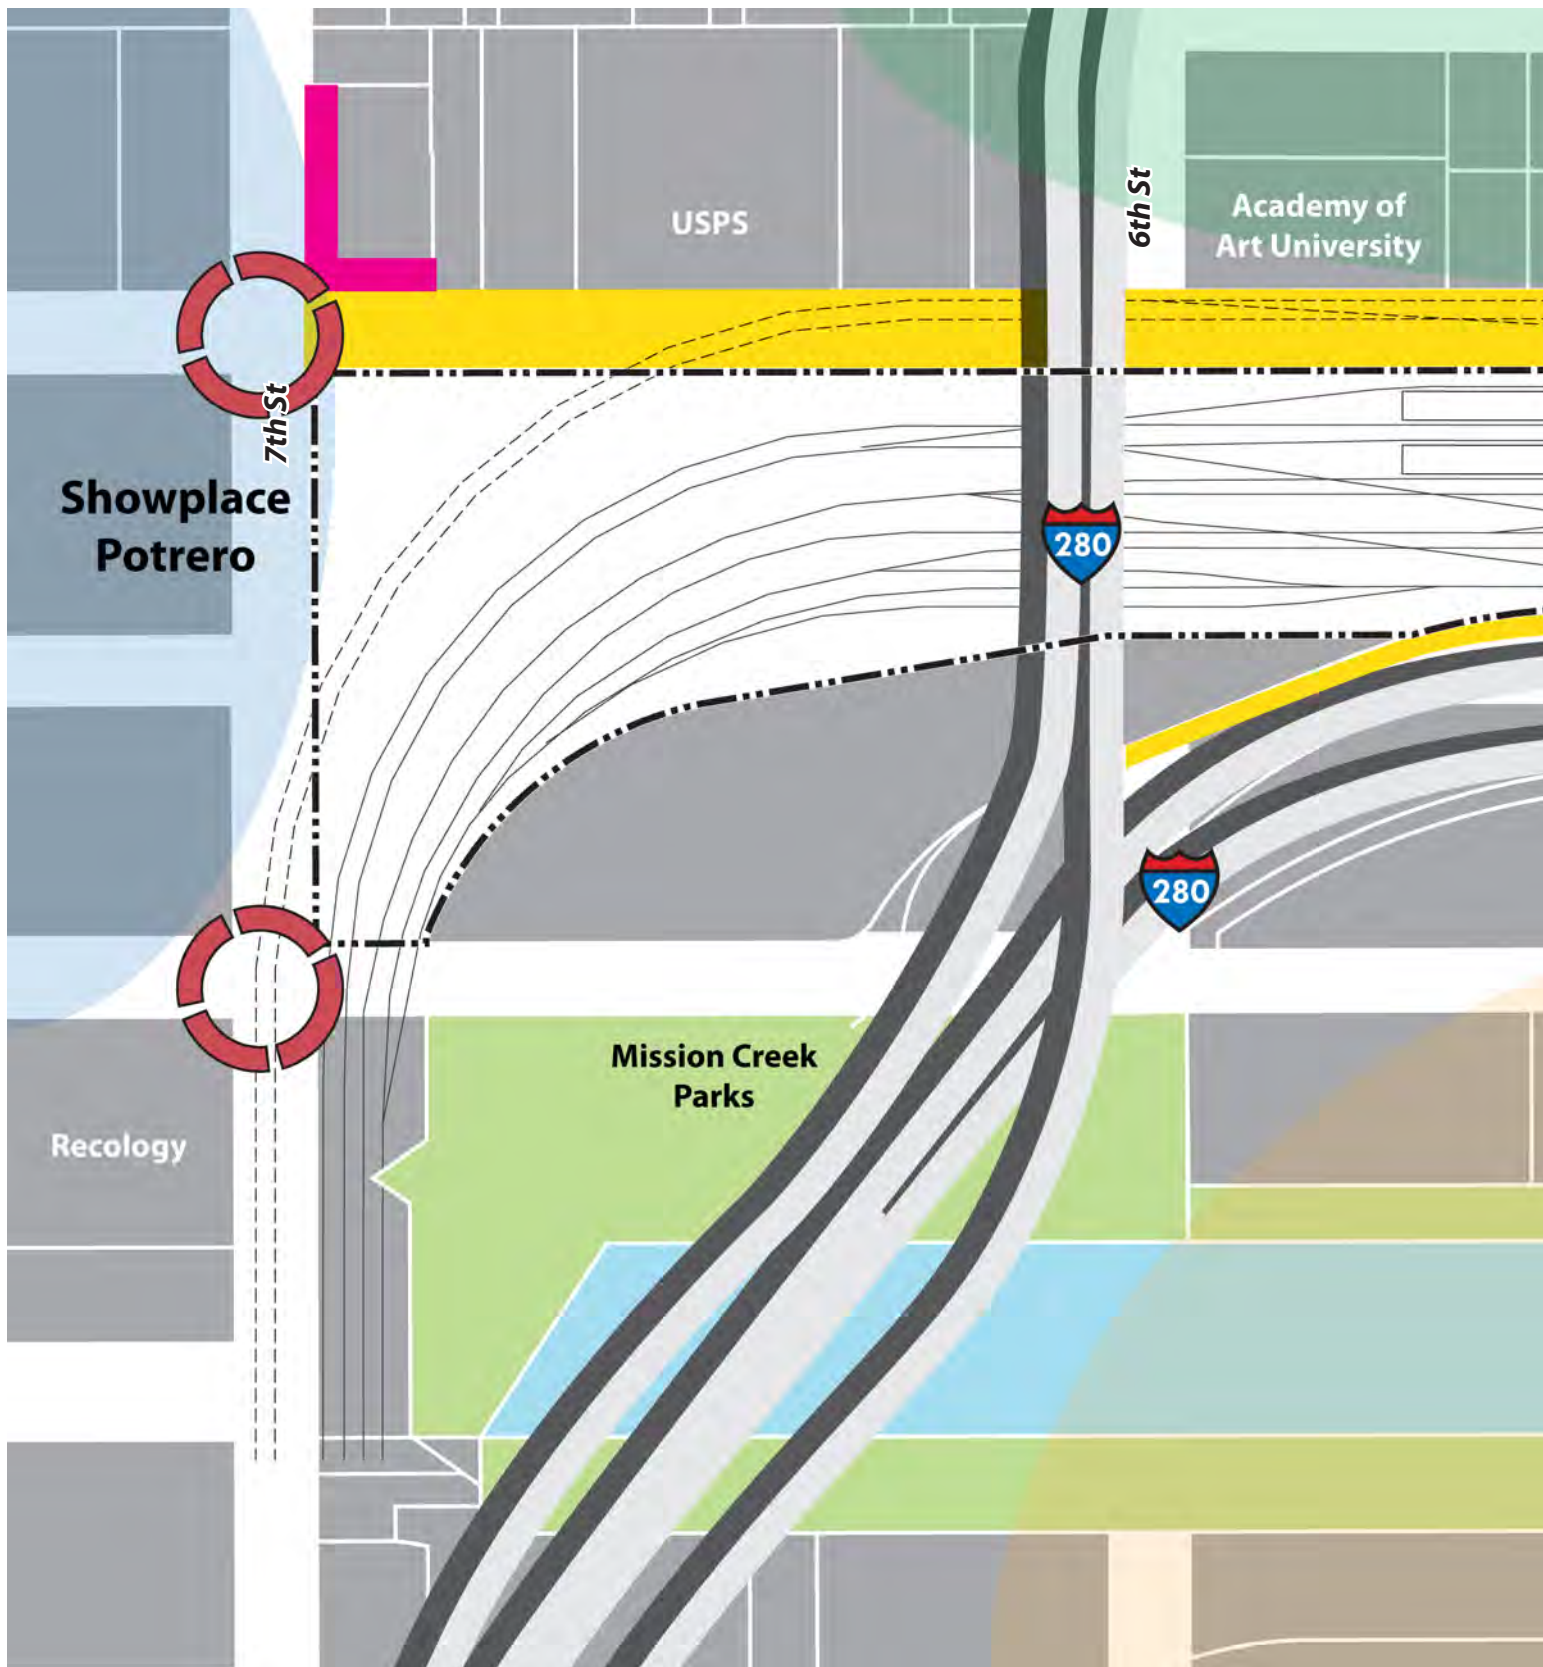 6th St
USPS
Academy of
Art University
7th St
Showplace
Potrero
280
280
Mission Creek
Parks
Recology